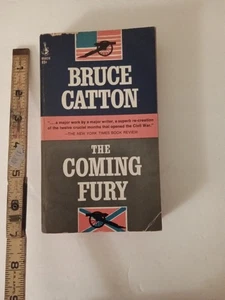 BRUCE
CATTON
"... a major work by a major writer, a superb re-creation
of the twelve crucial months that opened the Civil War."
—THE NEW YORK TIMES BOOK REVIEW
THE
COMING
FURY